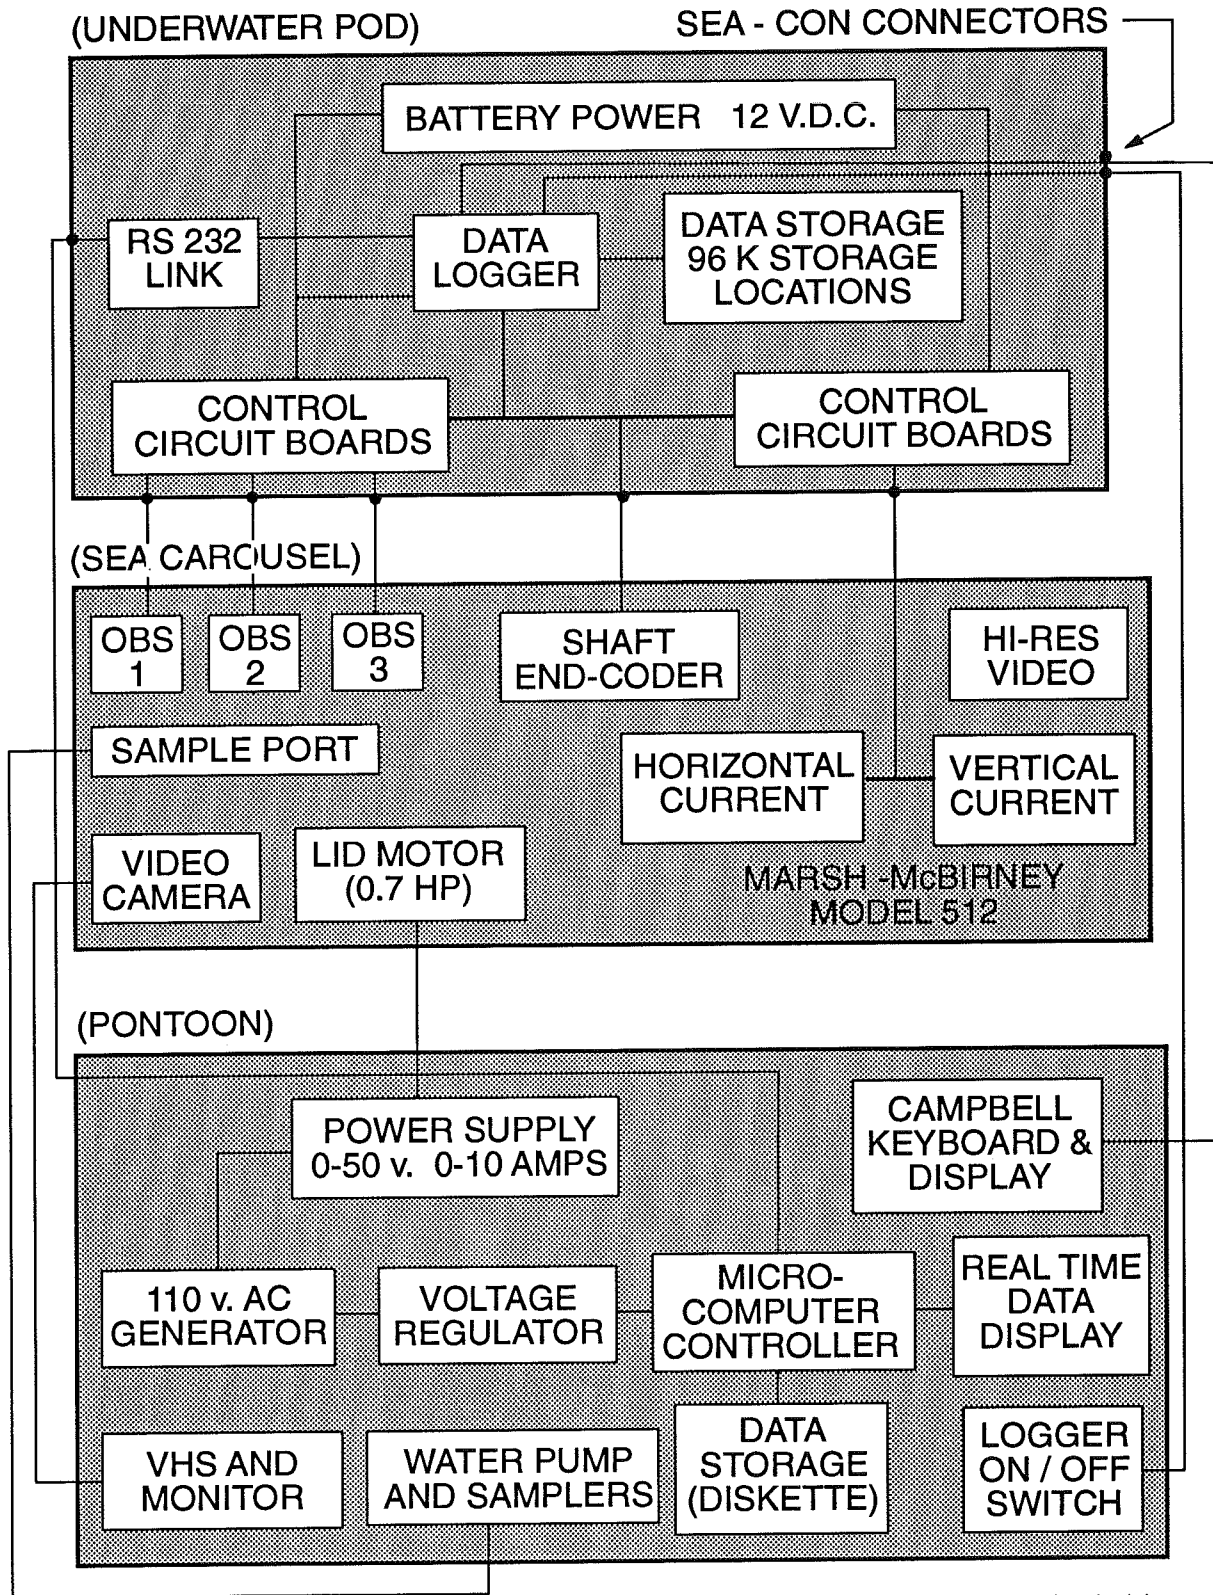 (UNDERWATER POD)
SEA - CON CONNECTORS
BATTERY POWER 12 V.D.C.
RS 232
LINK
DATA
LOGGER
DATA STORAGE
96 K STORAGE
LOCATIONS
CONTROL
CIRCUIT BOARDS
CONTROL
CIRCUIT BOARDS
(SEA CAROUSEL)
OBS
1
OBS
2
OBS
3
SHAFT
END-CODER
HI-RES
VIDEO
SAMPLE PORT
HORIZONTAL
CURRENT
VERTICAL
CURRENT
VIDEO
CAMERA
LID MOTOR
(0.7 HP)
MARSH -McBIRNEY
MODEL 512
(PONTOON)
POWER SUPPLY
0-50 v. 0-10 AMPS
CAMPBELL
KEYBOARD &
DISPLAY
110 v. AC
GENERATOR
VOLTAGE
REGULATOR
MICRO-
COMPUTER
CONTROLLER
REAL TIME
DATA
DISPLAY
VHS AND
MONITOR
WATER PUMP
AND SAMPLERS
DATA
STORAGE
(DISKETTE)
LOGGER
ON / OFF
SWITCH